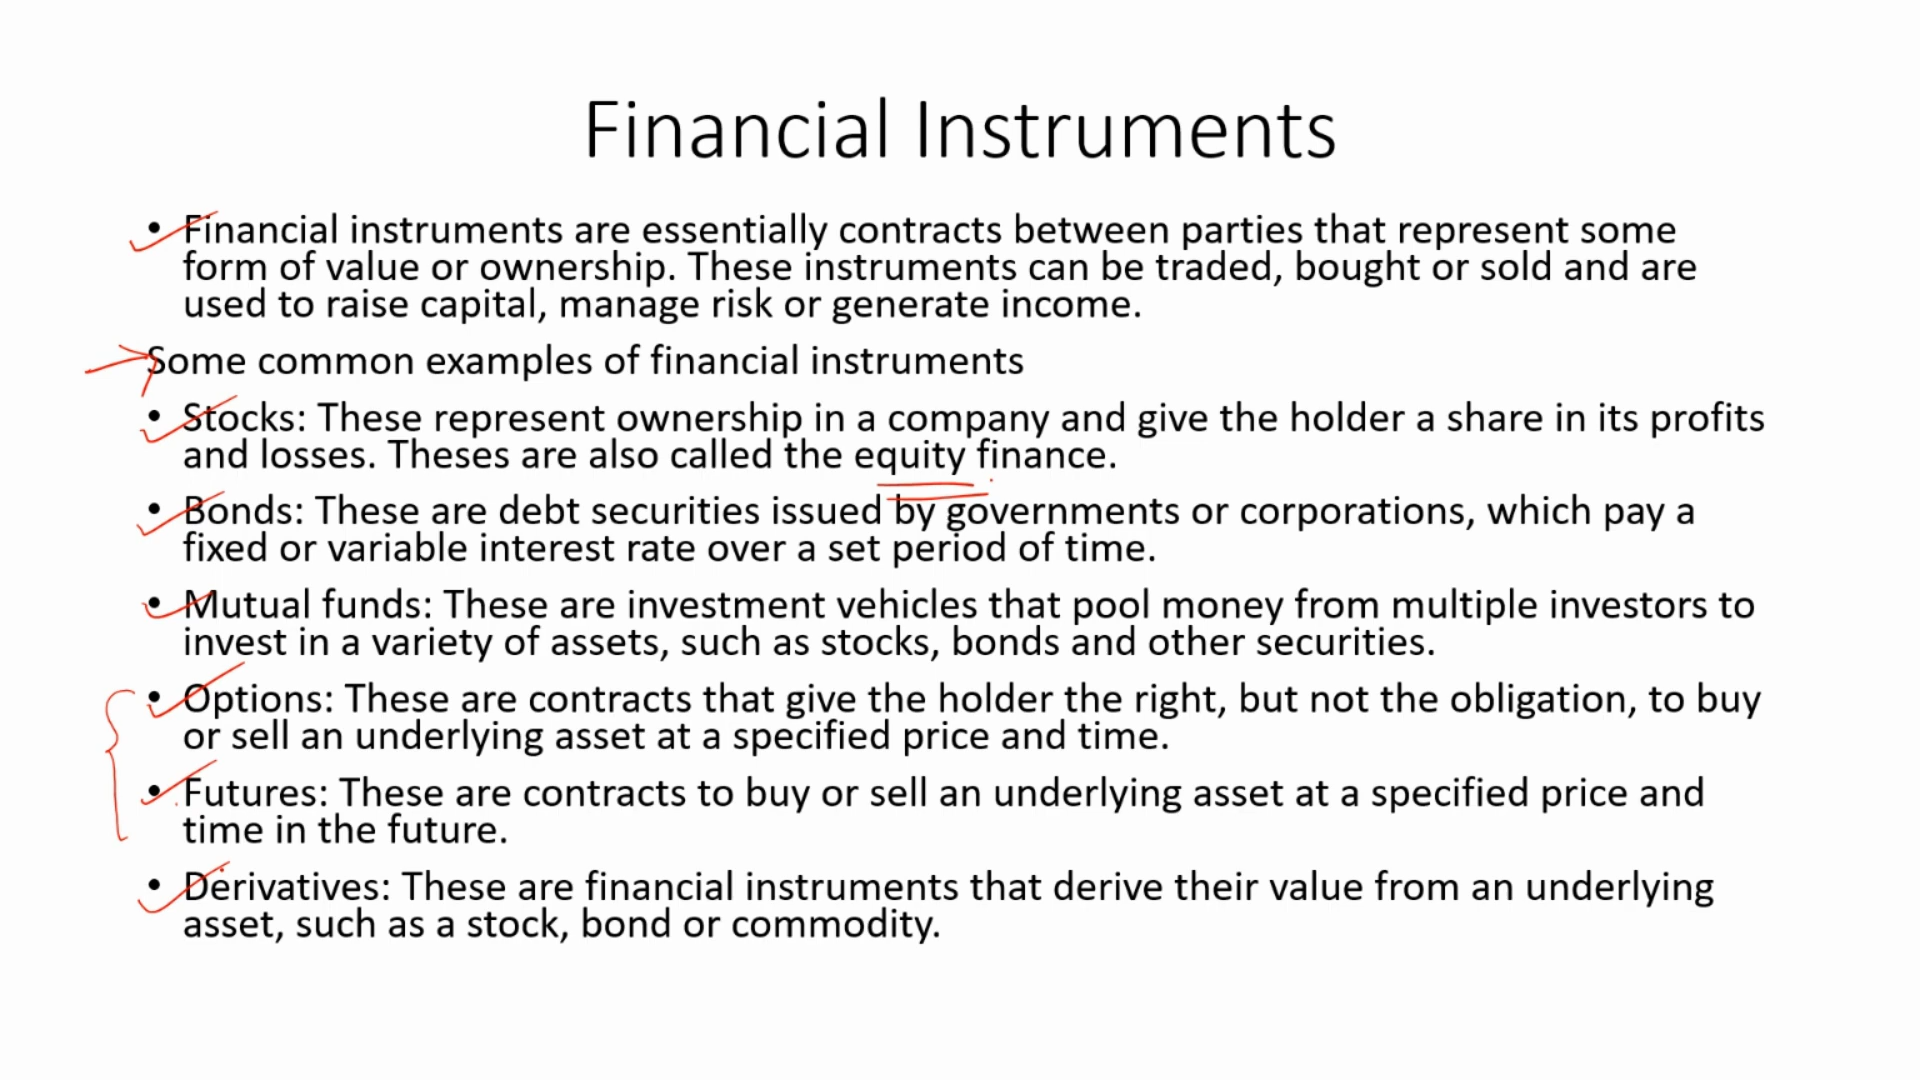 Financial Instruments
• Financial instruments are essentially contracts between parties that represent some
form of value or ownership. These instruments can be traded, bought or sold and are
used to raise capital, manage risk or generate income.
Some common examples of financial instruments
• Stocks: These represent ownership in a company and give the holder a share in its profits
and losses. Theses are also called the equity finance.
• Bonds: These are debt securities issued by governments or corporations, which pay a
fixed or variable interest rate over a set period of time.
• Mutual funds: These are investment vehicles that pool money from multiple investors to
invest in a variety of assets, such as stocks, bonds and other securities.
• Options: These are contracts that give the holder the right, but not the obligation, to buy
or sell an underlying asset at a specified price and time.
• Futures: These are contracts to buy or sell an underlying asset at a specified price and
time in the future.
• Derivatives: These are financial instruments that derive their value from an underlying
asset, such as a stock, bond or commodity.